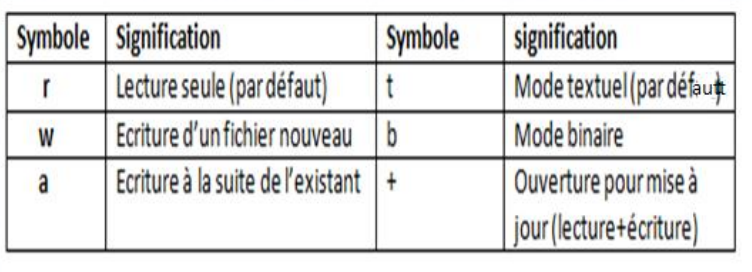 Symbole Signification Symbole signification
r Lecture seule (par défaut) t Mode textuel (par défaut)
w Ecriture d'un fichier nouveau b Mode binaire
a Ecriture à la suite de l'existant + Ouverture pour mise à
jour (lecture+écriture)